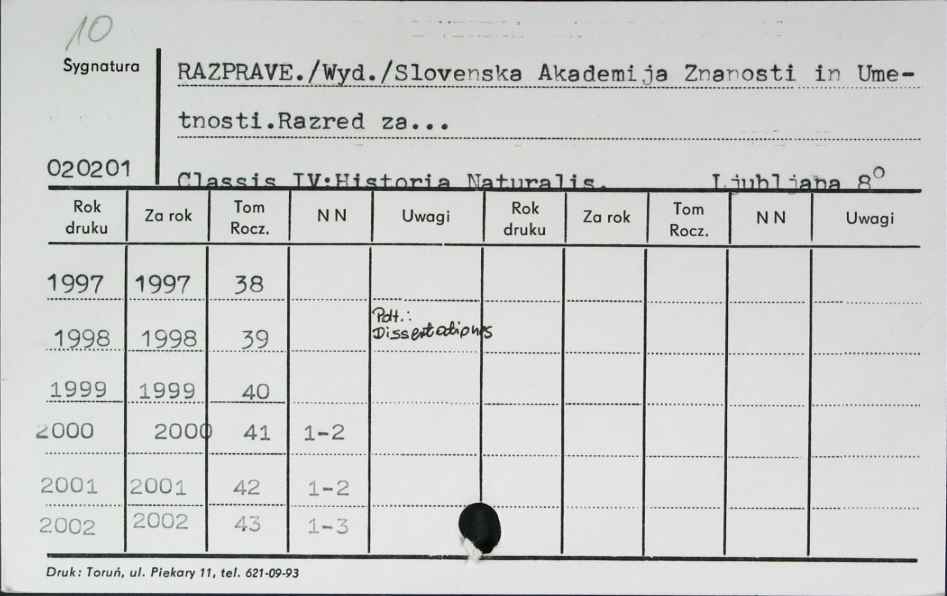 10
Sygnatura
RAZPRAVE./Wyd./Slovenska Akademija Znanosti in Ume-
tnosti.Razred za...
020201
Classis IV:Historia Naturalis. Ljubljana 8°
Rok druku Za rok Tom Rocz. NN Uwagi Rok druku Za rok Tom Rocz. NN Uwagi
1997 1997 38
Pdt.:
1998 1998 39 Dissertationes
1999 1999 40
2000 2000 41 1-2
2001 2001 42 1-2
2002 2002 43 1-3
Druk: Toruń, ul. Piekary 11, tel. 621-09-93